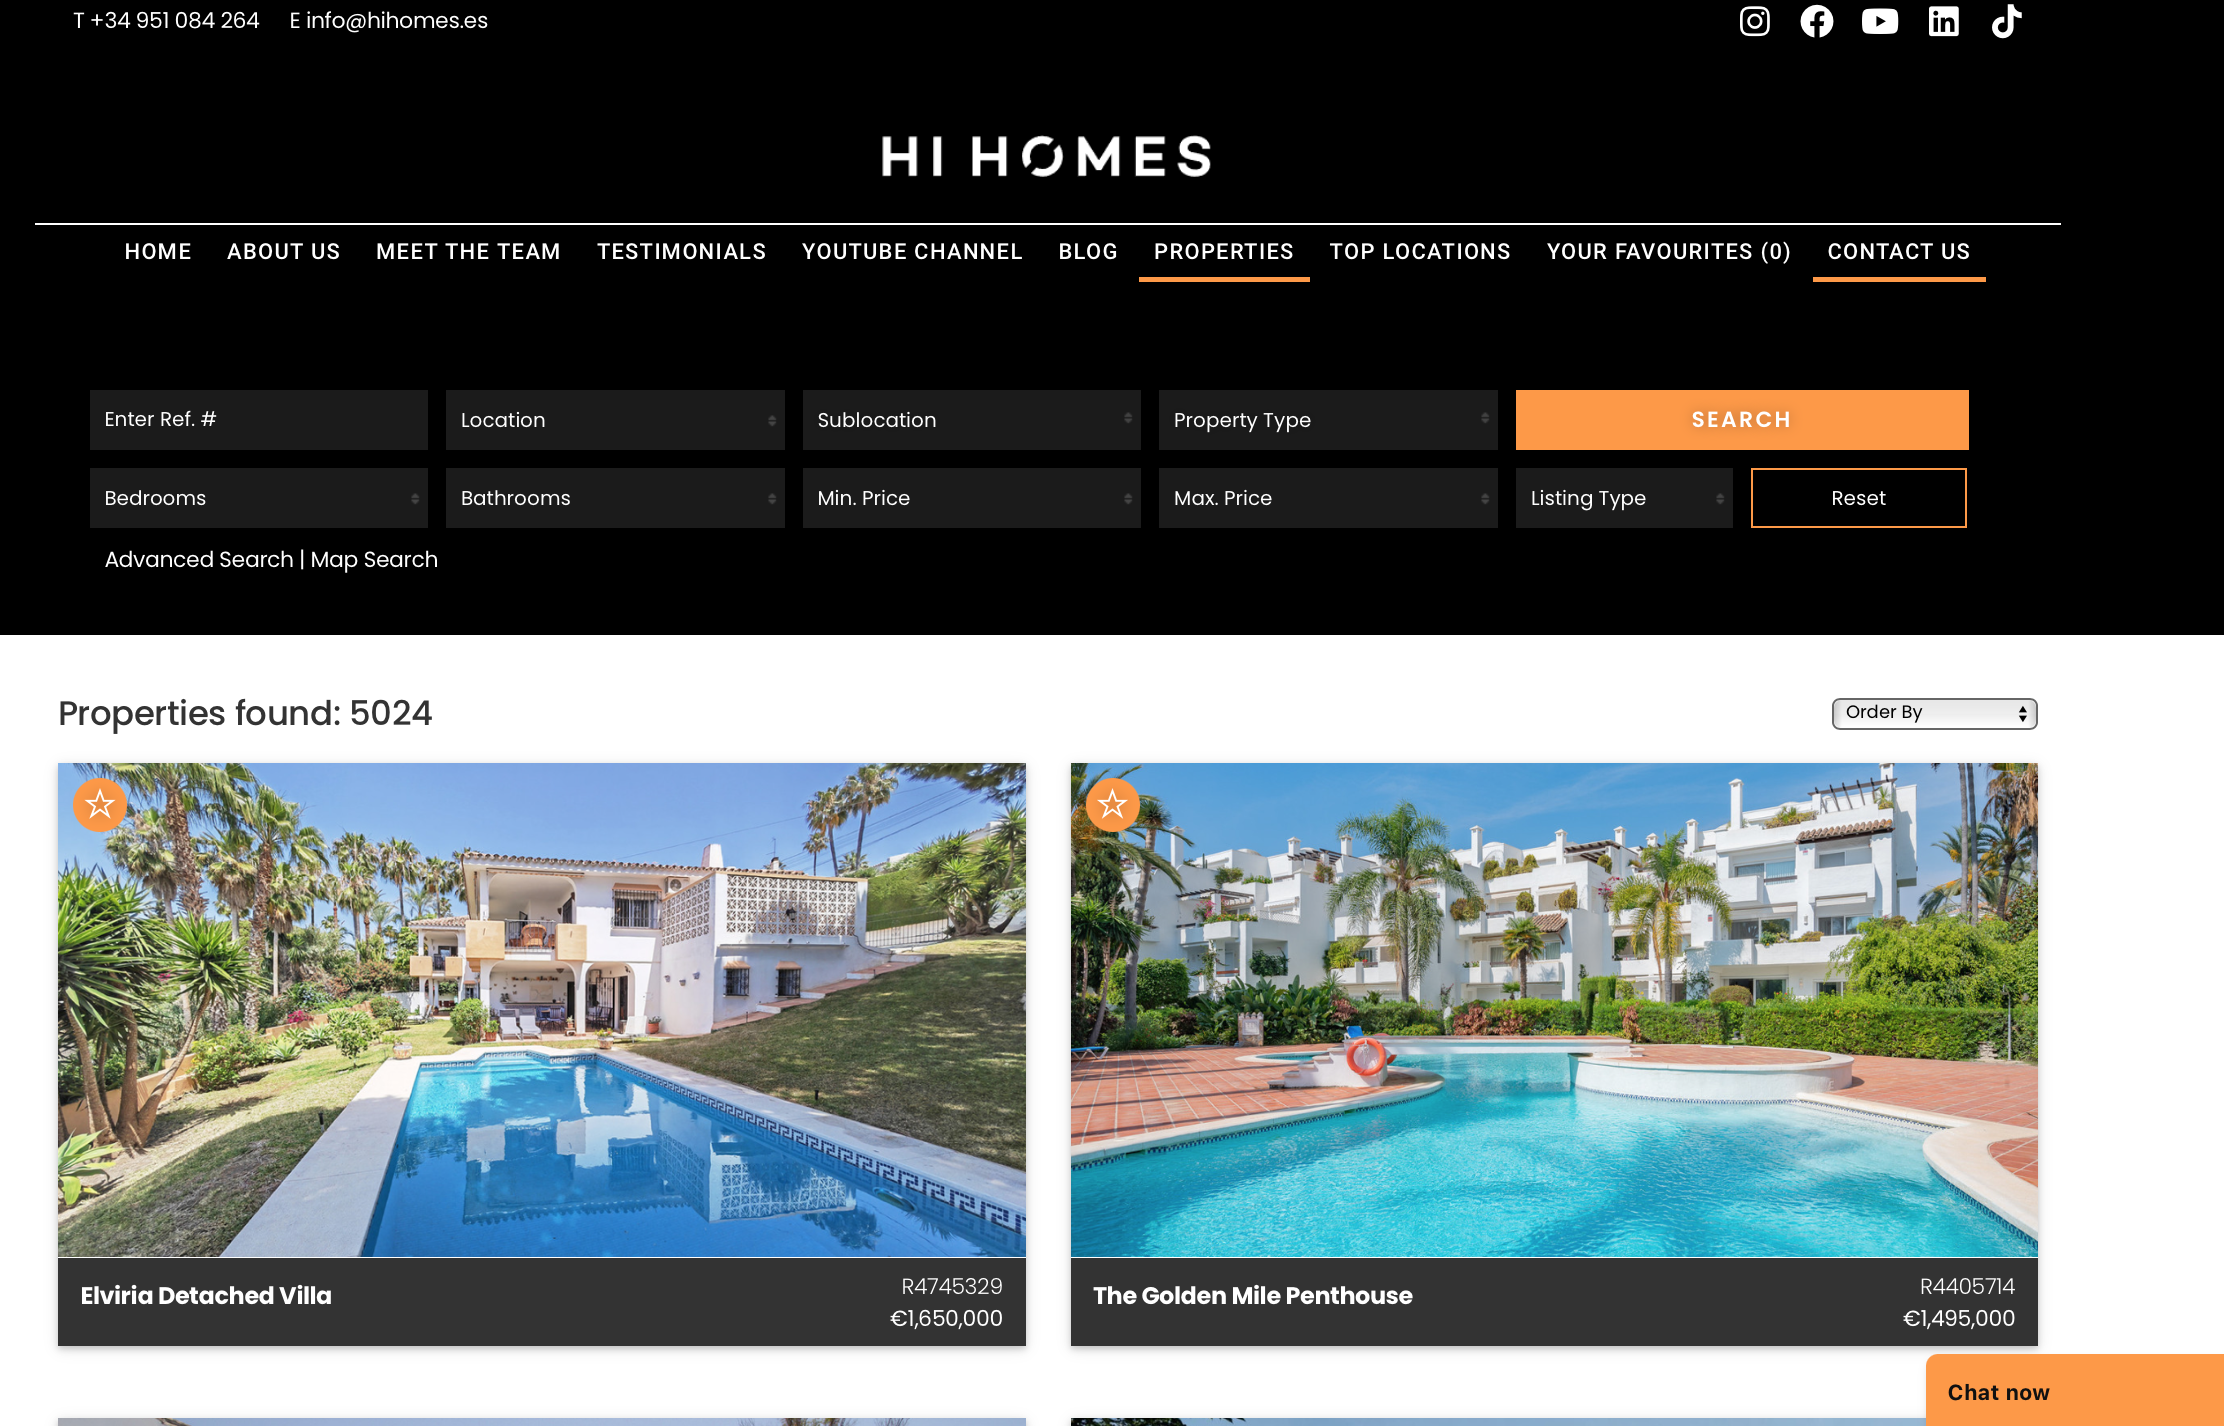 T +34 951 084 264 E info@hihomes.es
HI HOMES
HOME ABOUT US MEET THE TEAM TESTIMONIALS YOUTUBE CHANNEL BLOG PROPERTIES TOP LOCATIONS YOUR FAVOURITES (0) CONTACT US
Enter Ref. # Location Sublocation Property Type SEARCH
Bedrooms Bathrooms Min. Price Max. Price Listing Type Reset
Advanced Search | Map Search
Properties found: 5024 Order By
Elviria Detached Villa R4745329
€1,650,000
The Golden Mile Penthouse R4405714
€1,495,000
Chat now